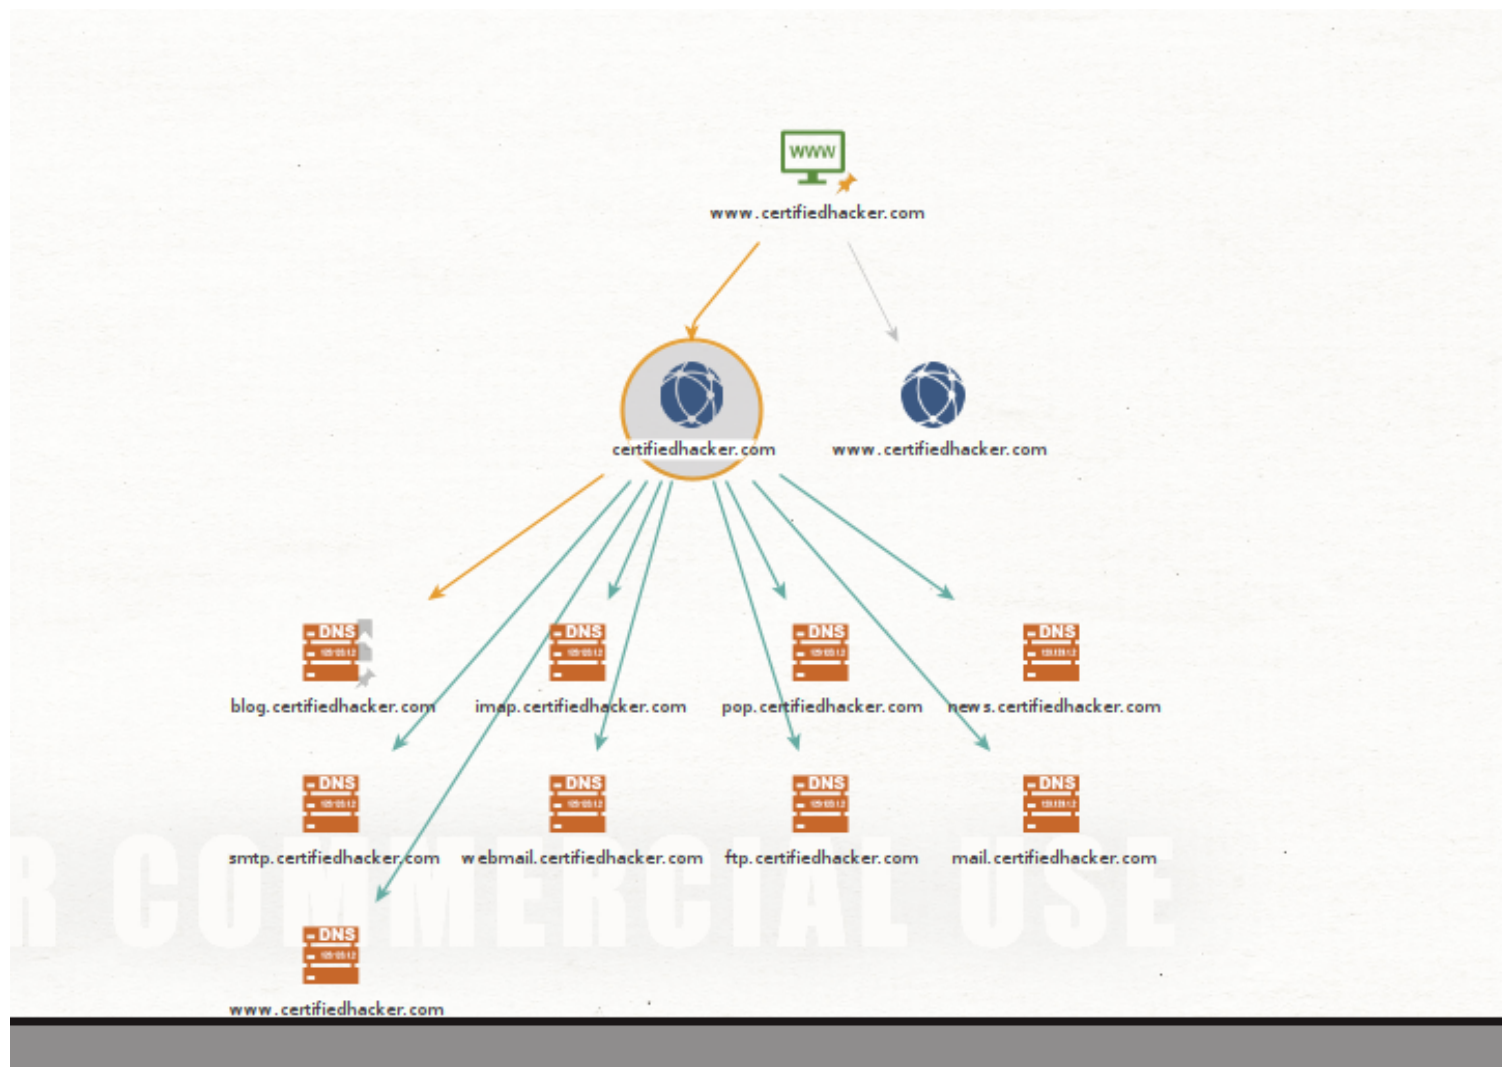 WWW
www.certifiedhacker.com
certifiedhacker.com
www.certifiedhacker.com
DNS
DNS
DNS
DNS
blog.certifiedhacker.com
imap.certifiedhacker.com
pop.certifiedhacker.com
news.certifiedhacker.com
DNS
DNS
DNS
DNS
smtp.certifiedhacker.com
webmail.certifiedhacker.com
ftp.certifiedhacker.com
mail.certifiedhacker.com
R COMMERCIAL USE
DNS
www.certifiedhacker.com